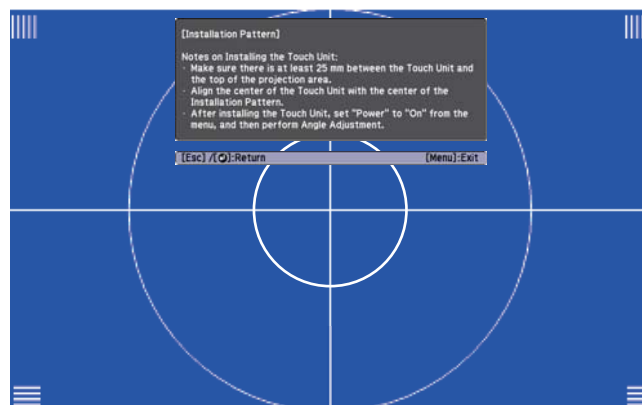 [Installation Pattern]
Notes on Installing the Touch Unit:
· Make sure there is at least 25 mm between the Touch Unit and
the top of the projection area.
· Align the center of the Touch Unit with the center of the
Installation Pattern.
· After installing the Touch Unit, set "Power" to "On" from the
menu, and then perform Angle Adjustment.
[Esc] /[⮌]:Return [Menu]:Exit